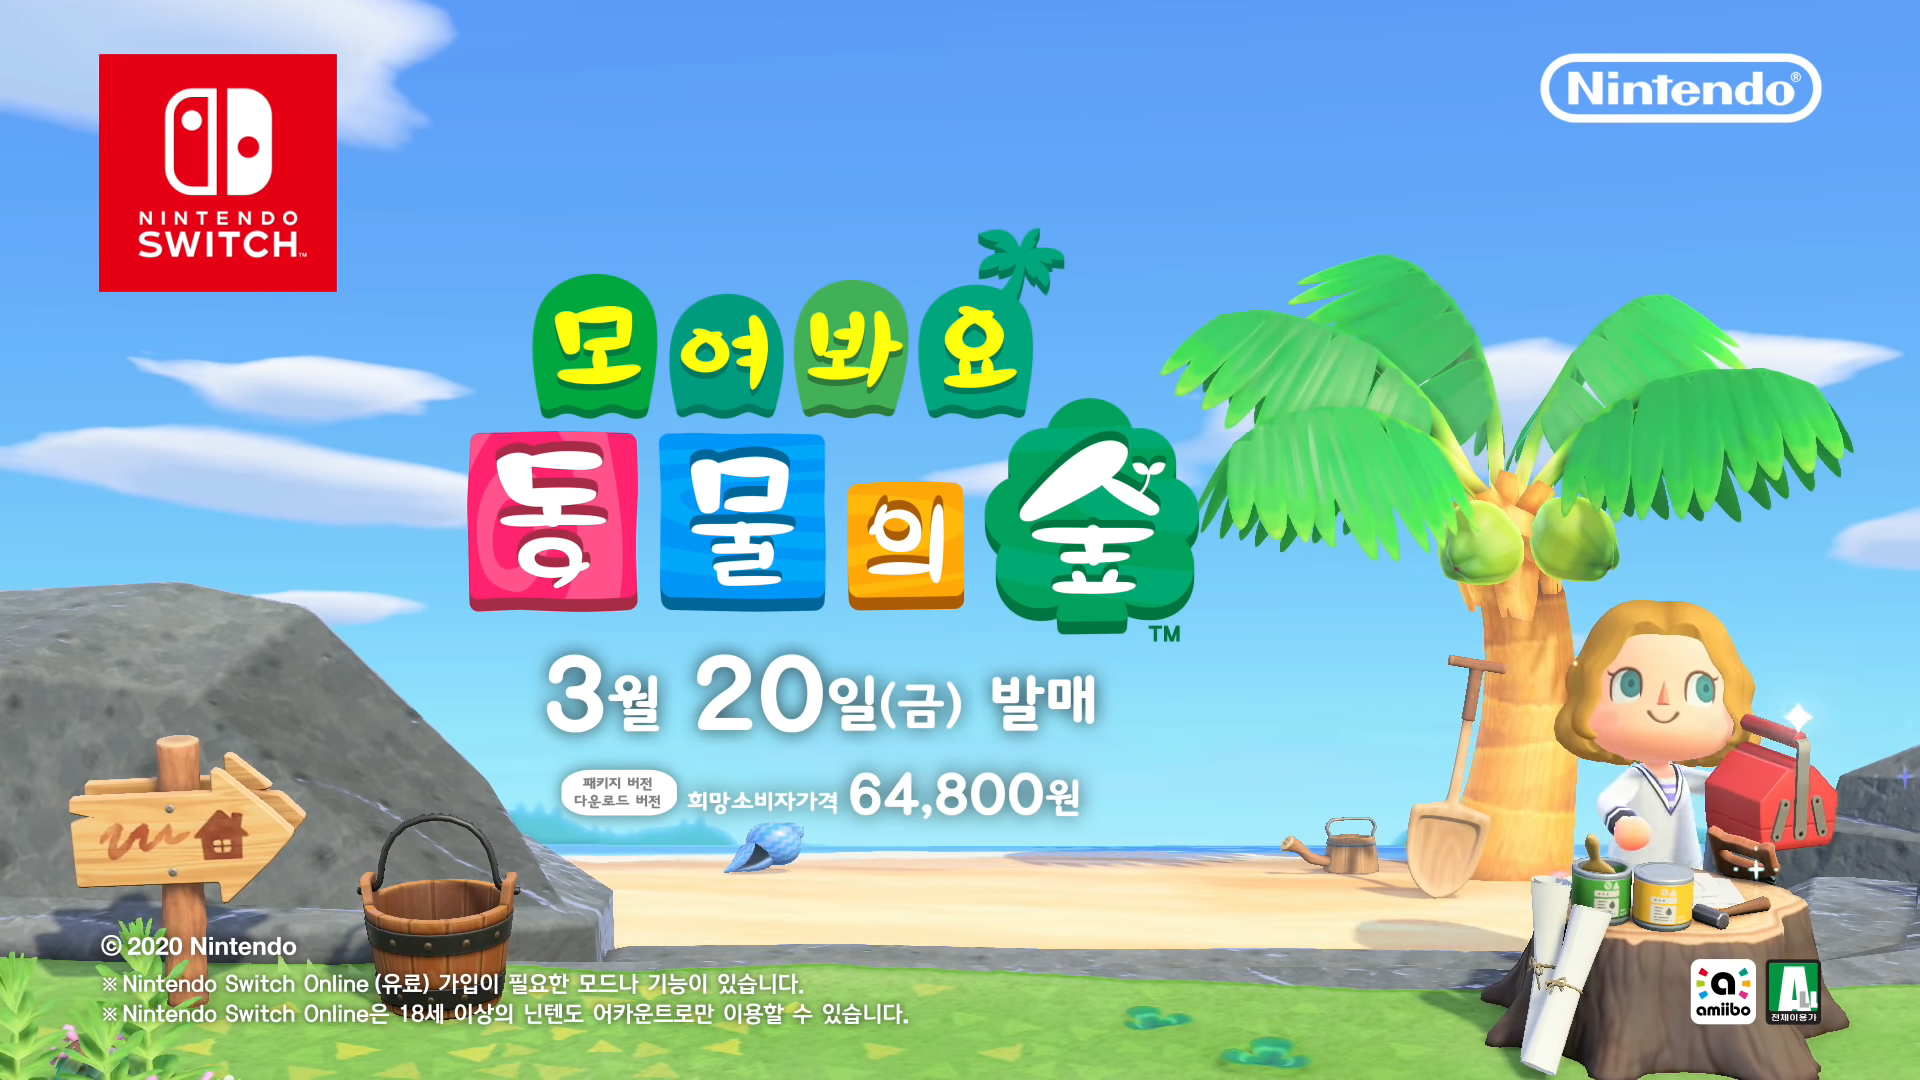 NINTENDO
SWITCH™
Nintendo®
모여봐요
동물의 숲
TM
3월 20일(금) 발매
패키지 버전
다운로드 버전
희망소비자가격 64,800원
© 2020 Nintendo
※Nintendo Switch Online (유료) 가입이 필요한 모드나 기능이 있습니다.
※Nintendo Switch Online은 18세 이상의 닌텐도 어카운트로만 이용할 수 있습니다.
amiibo
ALL
전체이용가